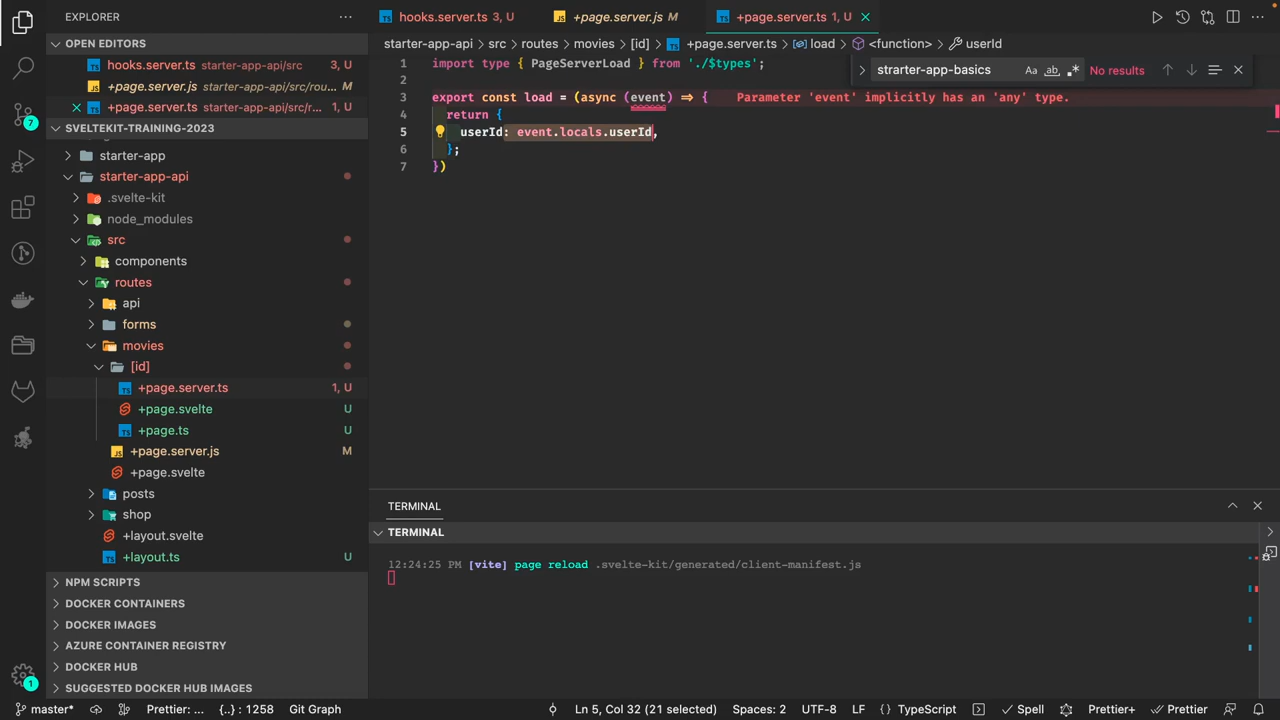 EXPLORER
OPEN EDITORS
hooks.server.ts starter-app-api/src 3, U
+page.server.js starter-app-api/src/rou... M
+page.server.ts starter-app-api/src/r... 1, U
SVELTEKIT-TRAINING-2023
starter-app
starter-app-api
.svelte-kit
node_modules
src
components
routes
api
forms
movies
[id]
+page.server.ts 1, U
+page.svelte U
+page.ts U
+page.server.js M
+page.svelte
posts
shop
+layout.svelte
+layout.ts U
NPM SCRIPTS
DOCKER CONTAINERS
DOCKER IMAGES
AZURE CONTAINER REGISTRY
DOCKER HUB
SUGGESTED DOCKER HUB IMAGES
7
1
hooks.server.ts 3, U
+page.server.js M
+page.server.ts 1, U
starter-app-api > src > routes > movies > [id] > +page.server.ts > load > <function> > userId
strarter-app-basics Aa ab .* No results
1 import type { PageServerLoad } from './$types';
2
3 export const load = (async (event) => { Parameter 'event' implicitly has an 'any' type.
4 return {
5 userId: event.locals.userId,
6 };
7 })
TERMINAL
TERMINAL
12:24:25 PM [vite] page reload .svelte-kit/generated/client-manifest.js
master* Prettier: ... {..} : 1258 Git Graph Ln 5, Col 32 (21 selected) Spaces: 2 UTF-8 LF {} TypeScript Spell Prettier+ Prettier